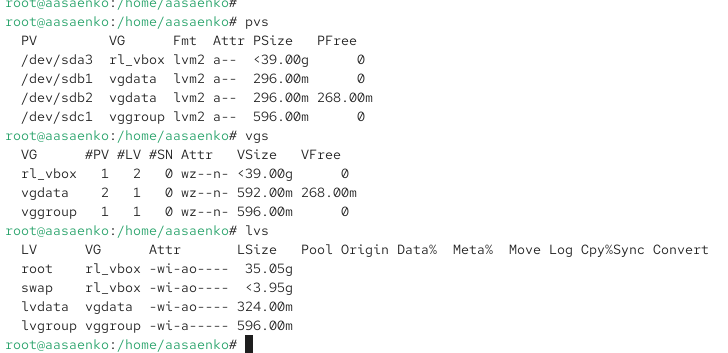 root@aasaenko:/home/aasaenko#
root@aasaenko:/home/aasaenko# pvs
  PV         VG      Fmt  Attr PSize   PFree
  /dev/sda3  rl_vbox lvm2 a--  <39.00g      0
  /dev/sdb1  vgdata  lvm2 a--  296.00m      0
  /dev/sdb2  vgdata  lvm2 a--  296.00m 268.00m
  /dev/sdc1  vggroup lvm2 a--  596.00m      0
root@aasaenko:/home/aasaenko# vgs
  VG      #PV #LV #SN Attr   VSize   VFree
  rl_vbox   1   2   0 wz--n- <39.00g      0
  vgdata    2   1   0 wz--n- 592.00m 268.00m
  vggroup   1   1   0 wz--n- 596.00m      0
root@aasaenko:/home/aasaenko# lvs
  LV      VG      Attr       LSize   Pool Origin Data%  Meta%  Move Log Cpy%Sync Convert
  root    rl_vbox -wi-ao----  35.05g
  swap    rl_vbox -wi-ao----  <3.95g
  lvdata  vgdata  -wi-ao---- 324.00m
  lvgroup vggroup -wi-a----- 596.00m
root@aasaenko:/home/aasaenko#